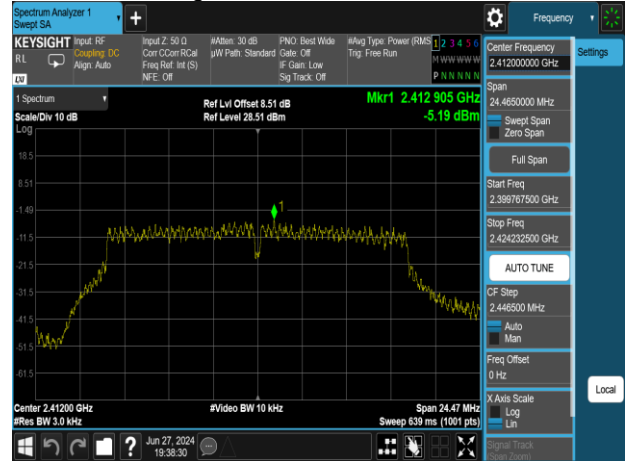 Spectrum Analyzer 1
Swept SA
+
Frequency
KEYSIGHT
R L
LXI
Input: RF
Coupling: DC
Align: Auto
Input Z: 50 Ω
Corr CCorr RCal
Freq Ref: Int (S)
NFE: Off
#Atten: 30 dB
µW Path: Standard
PNO: Best Wide
Gate: Off
IF Gain: Low
Sig Track: Off
#Avg Type: Power (RMS
Trig: Free Run
1 2 3 4 5 6
M W W W W W
P N N N N N
1 Spectrum
Scale/Div 10 dB
Log
Ref Lvl Offset 8.51 dB
Ref Level 28.51 dBm
Mkr1 2.412 905 GHz
-5.19 dBm
18.5
8.51
-1.49
-11.5
-21.5
-31.5
-41.5
-51.5
-61.5
1
Center 2.41200 GHz
#Res BW 3.0 kHz
#Video BW 10 kHz
Span 24.47 MHz
Sweep 639 ms (1001 pts)
?
Jun 27, 2024
19:38:30
Center Frequency
2.412000000 GHz
Span
24.4650000 MHz
Swept Span
Zero Span
Full Span
Start Freq
2.399767500 GHz
Stop Freq
2.424232500 GHz
AUTO TUNE
CF Step
2.446500 MHz
Auto
Man
Freq Offset
0 Hz
X Axis Scale
Log
Lin
Signal Track
(Span Zoom)
Settings
Local